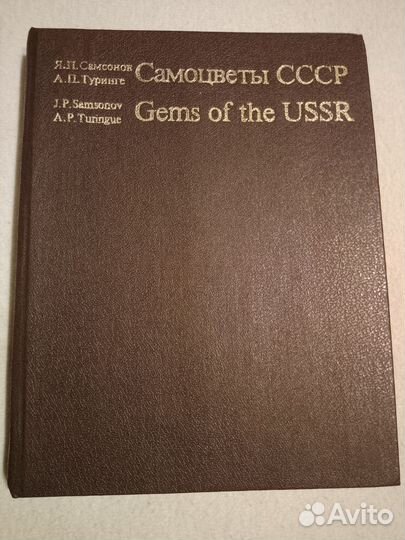 Я.П. Самсонов
А.П. Туринге
Самоцветы СССР
J.P. Samsonov
A.P. Turingue
Gems of the USSR
Avito